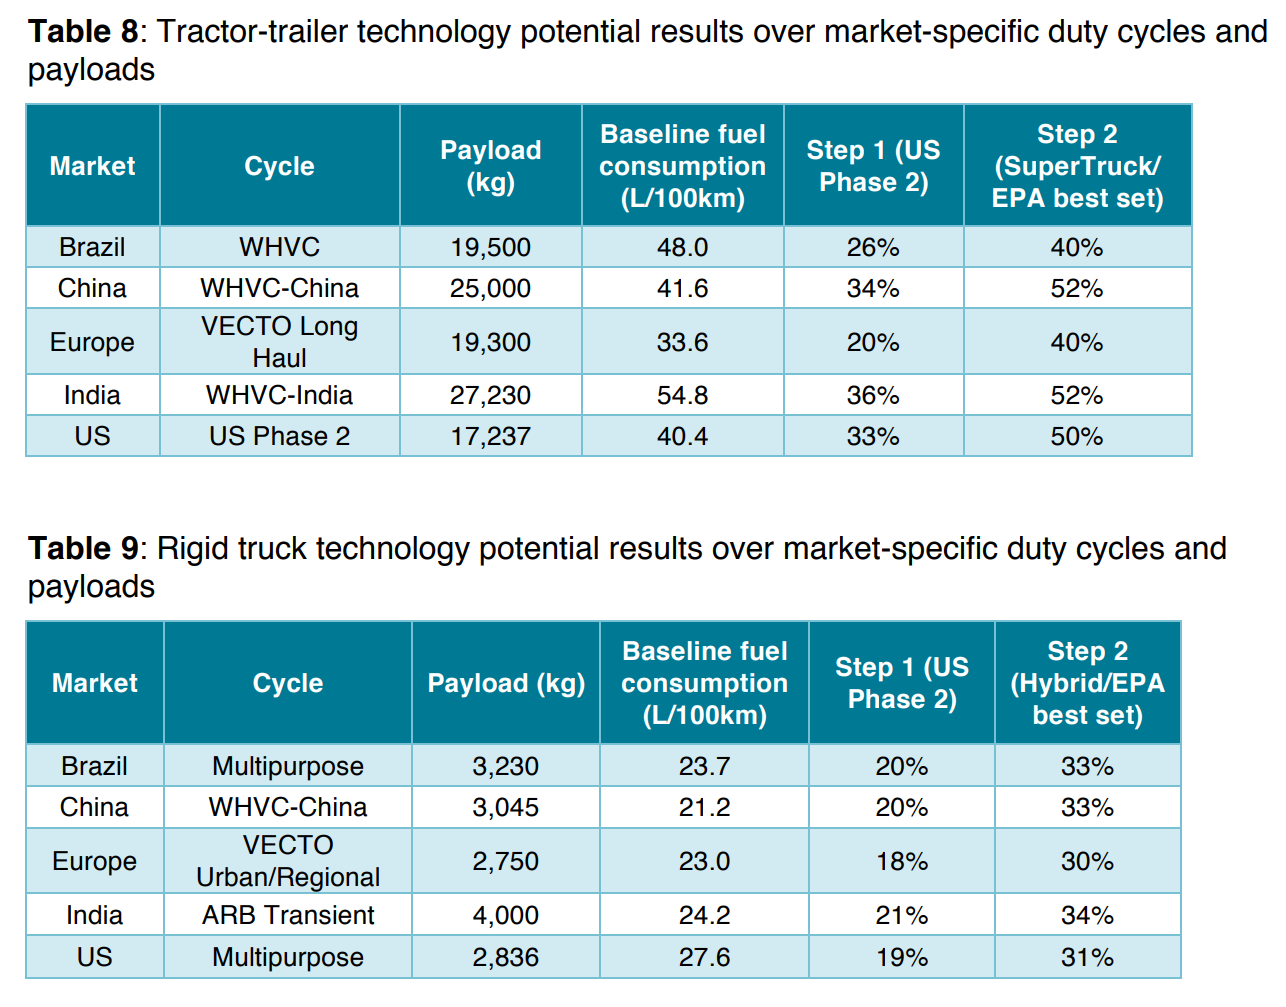 Table 8: Tractor-trailer technology potential results over market-specific duty cycles and
payloads
Market Cycle Payload (kg) Baseline fuel consumption (L/100km) Step 1 (US Phase 2) Step 2 (SuperTruck/ EPA best set)
Brazil WHVC 19,500 48.0 26% 40%
China WHVC-China 25,000 41.6 34% 52%
Europe VECTO Long Haul 19,300 33.6 20% 40%
India WHVC-India 27,230 54.8 36% 52%
US US Phase 2 17,237 40.4 33% 50%
Table 9: Rigid truck technology potential results over market-specific duty cycles and
payloads
Market Cycle Payload (kg) Baseline fuel consumption (L/100km) Step 1 (US Phase 2) Step 2 (Hybrid/EPA best set)
Brazil Multipurpose 3,230 23.7 20% 33%
China WHVC-China 3,045 21.2 20% 33%
Europe VECTO Urban/Regional 2,750 23.0 18% 30%
India ARB Transient 4,000 24.2 21% 34%
US Multipurpose 2,836 27.6 19% 31%